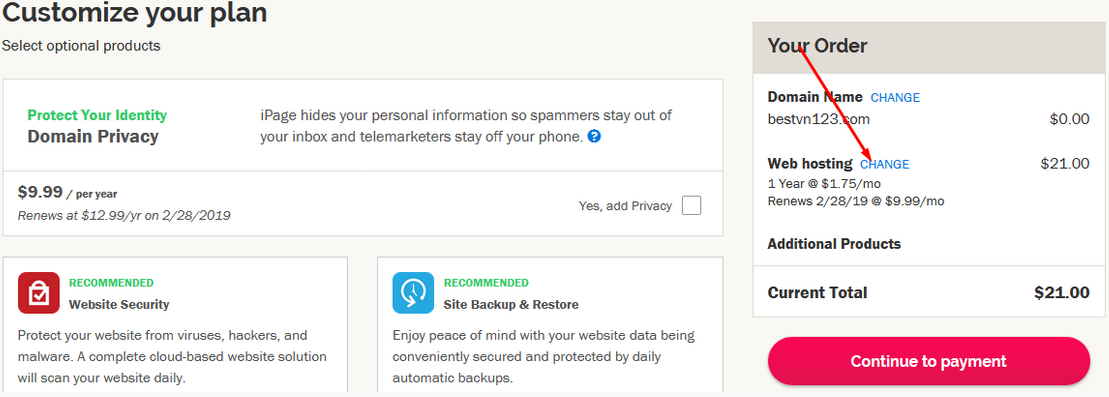 Customize your plan
Select optional products
Protect Your Identity
Domain Privacy
iPage hides your personal information so spammers stay out of
your inbox and telemarketers stay off your phone. ?
$9.99 / per year
Renews at $12.99/yr on 2/28/2019
Yes, add Privacy
RECOMMENDED
Website Security
Protect your website from viruses, hackers, and
malware. A complete cloud-based website solution
will scan your website daily.
RECOMMENDED
Site Backup & Restore
Enjoy peace of mind with your website data being
conveniently secured and protected by daily
automatic backups.
Your Order
Domain Name CHANGE
bestvn123.com $0.00
Web hosting CHANGE $21.00
1 Year @ $1.75/mo
Renews 2/28/19 @ $9.99/mo
Additional Products
Current Total $21.00
Continue to payment